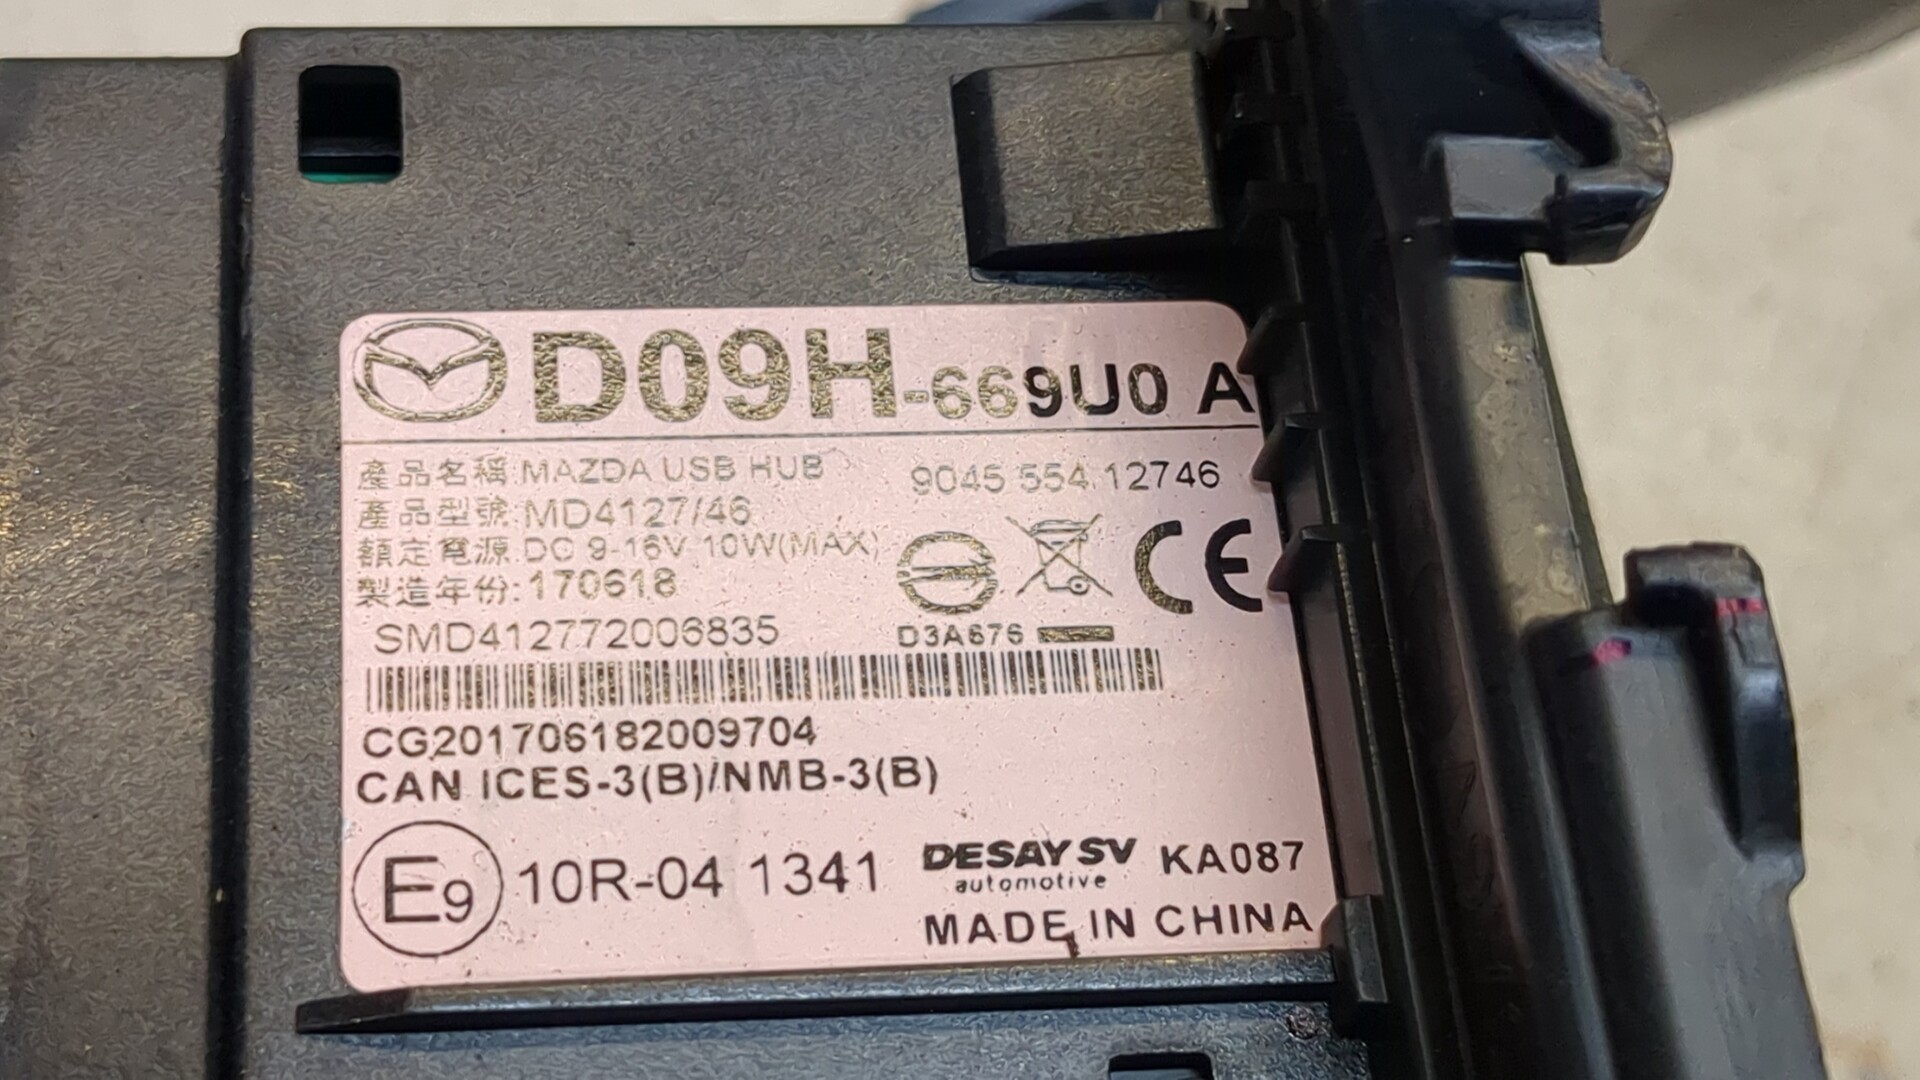 D09H-669U0 A
產品名稱:MAZDA USB HUB 9045 554 12746
產品型號:MD4127/46
額定電源:DC 9-16V 10W(MAX)
製造年份:170618
CE
SMD412772006835 D3A676
CG201706182009704
CAN ICES-3(B)/NMB-3(B)
E9 10R-04 1341
DESAY SV KA087
automotive
MADE IN CHINA